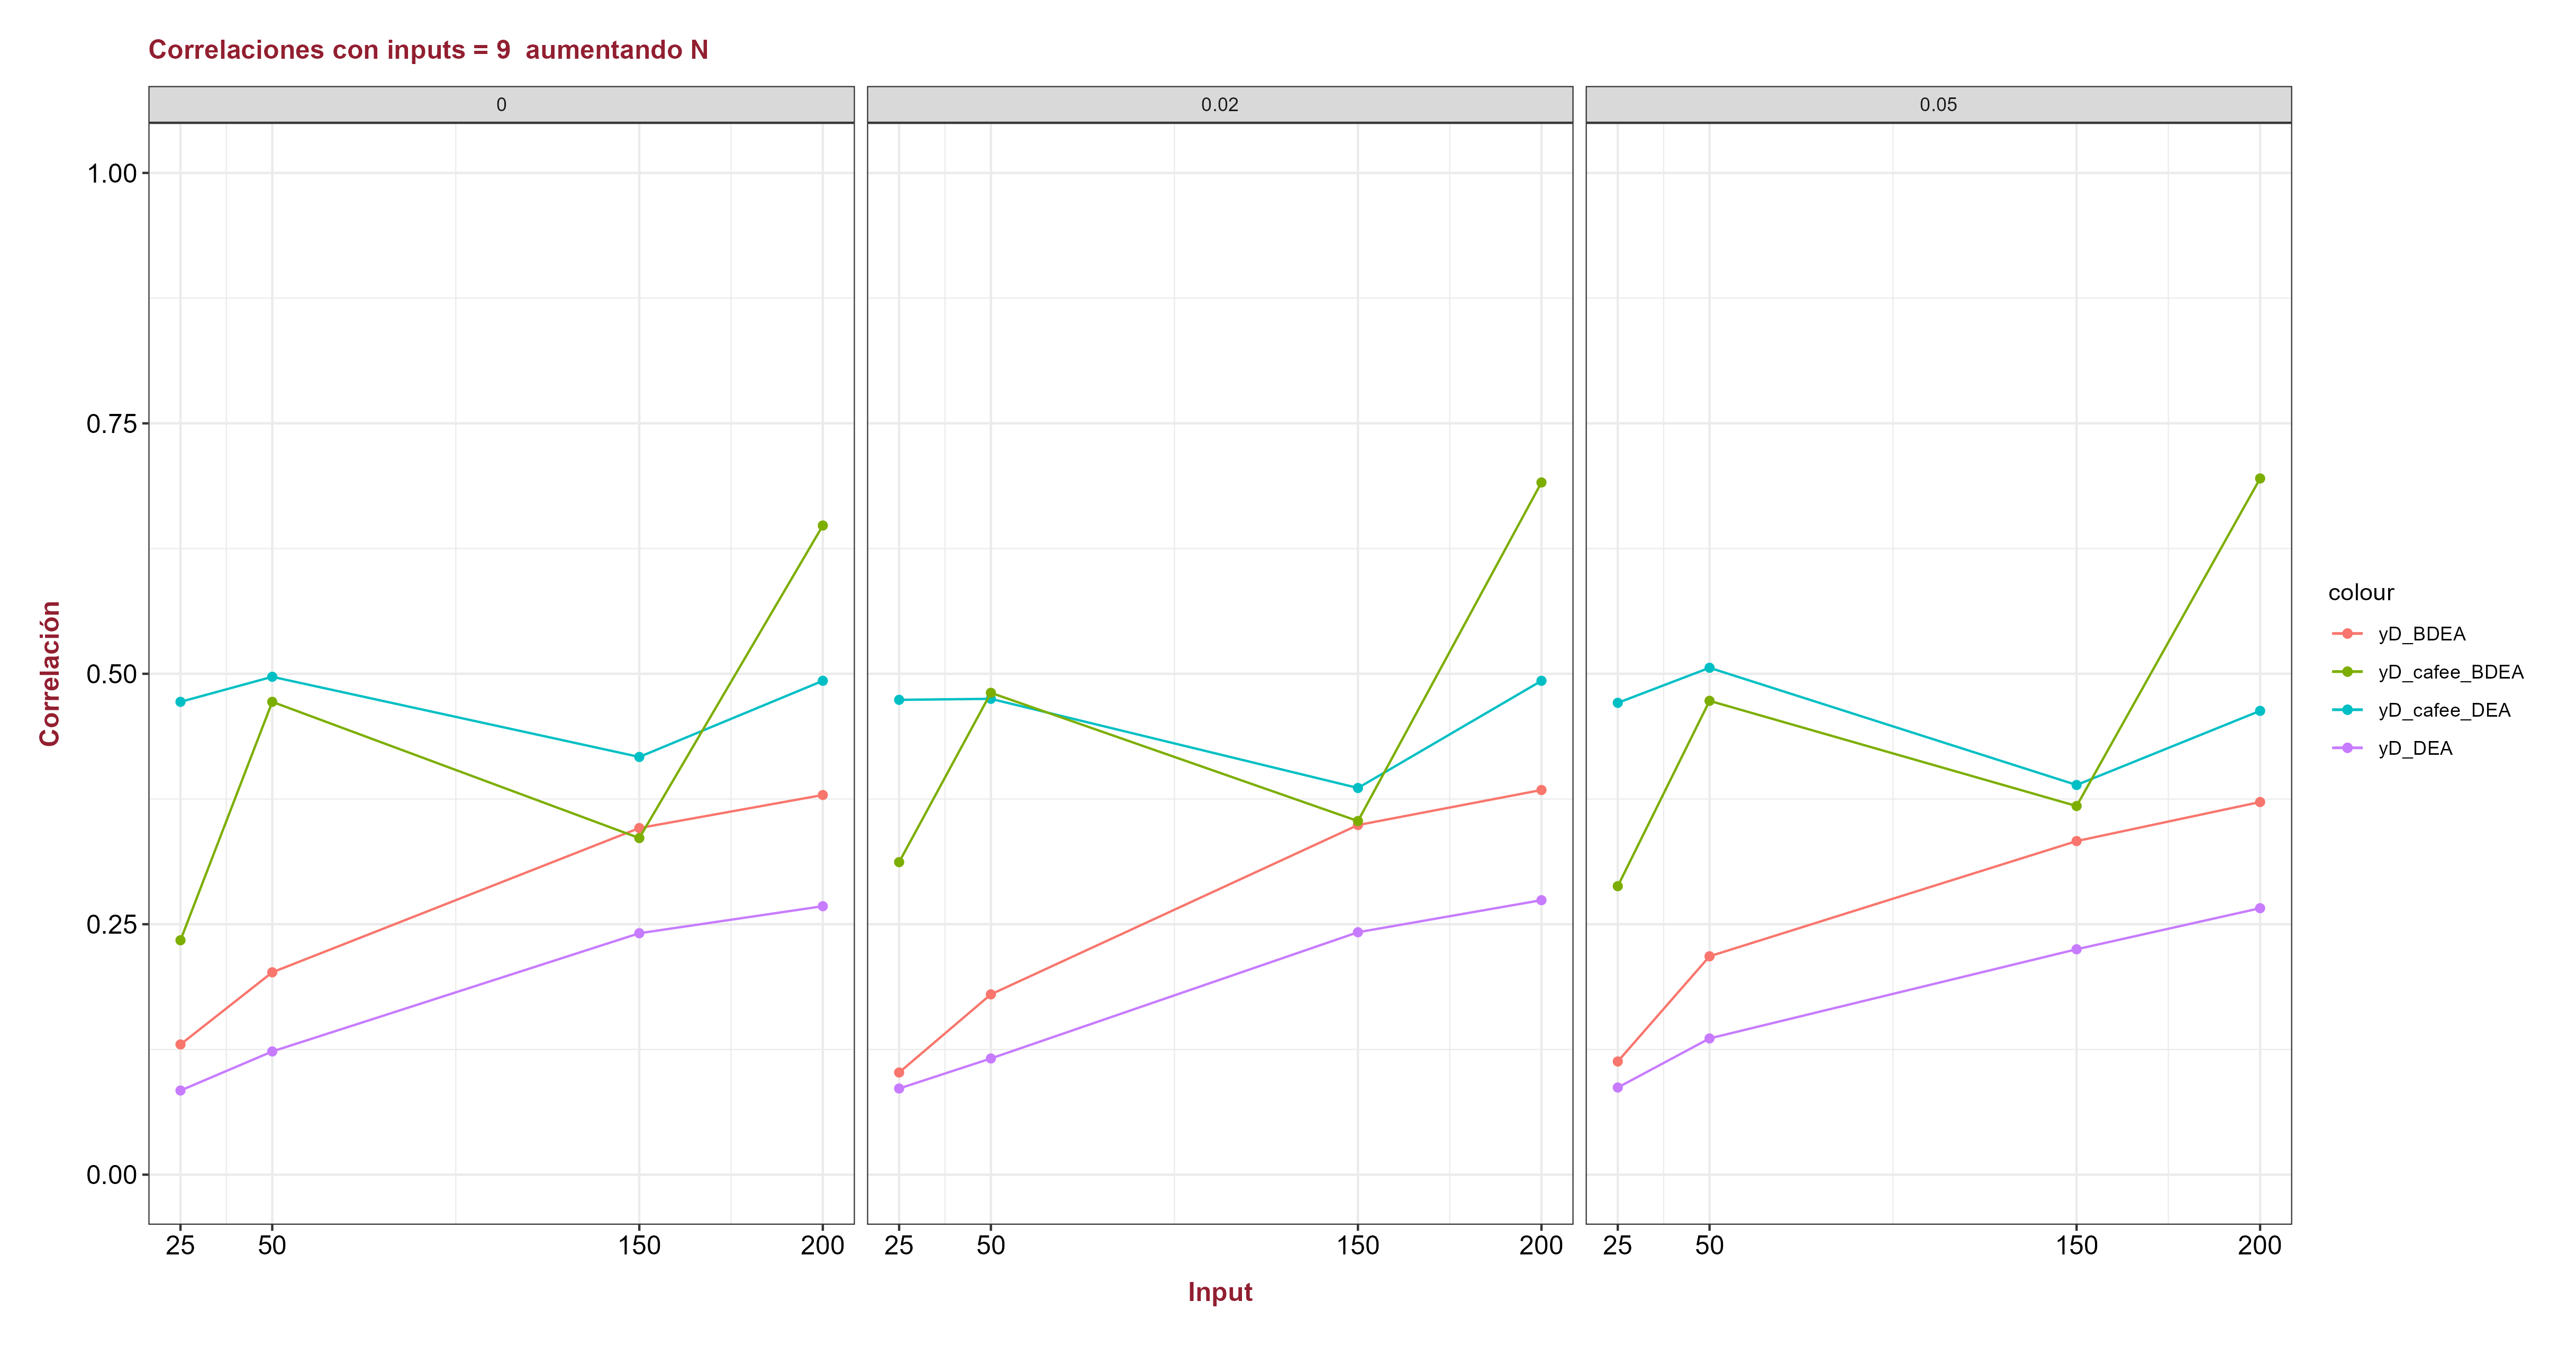 Correlaciones con inputs = 9  aumentando N
0 0.02 0.05
1.00
0.75
0.50
0.25
0.00
Correlación
25 50 150 200 25 50 150 200 25 50 150 200
Input
colour
yD_BDEA
yD_cafee_BDEA
yD_cafee_DEA
yD_DEA